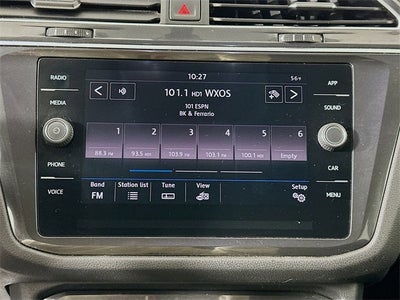 10:27
56°F
RADIO
APP
101.1 HD1 WXOS
MEDIA
SOUND
101 ESPN
BK & Ferrario
1 2 3 4 5 6
88.3 FM 93.5 HD1 103.9 FM 103.1 FM 100.1 HD1 Empty
PHONE
CAR
Band Station list Tune View Setup
FM
VOICE
MENU